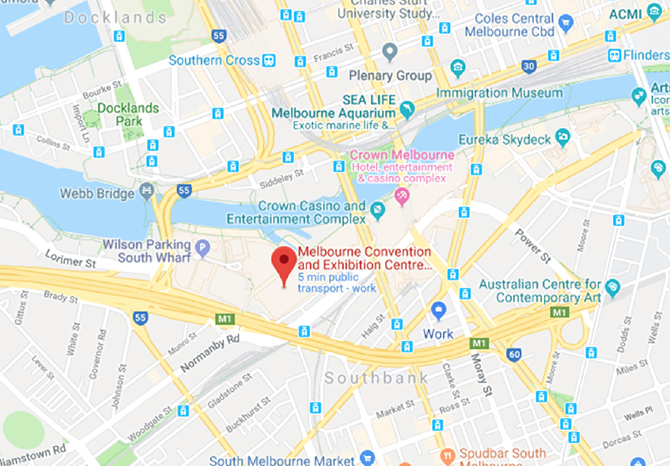 Docklands
Charles Sturt
University Study...
Coles Central
Melbourne Cbd
ACMI
55
Southern Cross
Francis St
Plenary Group
30
Flinders
Bourke St
Import Ln
Docklands
Park
SEA LIFE
Melbourne Aquarium
Exotic marine life &...
Immigration Museum
Arts
Icon
arts
Collins St
Crown Melbourne
Hotel, entertainment
& casino complex
Eureka Skydeck
Siddeley St
Webb Bridge
55
Crown Casino and
Entertainment Complex
Moore St
Power St
Wilson Parking
South Wharf
Lorimer St
Melbourne Convention
and Exhibition Centre...
5 min public
transport - work
Australian Centre for
Contemporary Art
Brady St
Gittus St
White St
Governor Rd
55
M1
Munro St
Normanby Rd
Haig St
Work
M1
M1
60
Dodds St
Wells St
Johnson St
Lever St
Gladstone St
Southbank
Clarke St
Moray St
Moore St
Miles St
Woodgate St
Buckhurst St
Market St
Ross St
Wells Pl
Dorcas St
lliamstown Rd
South Melbourne Market
Spudbar South
Melbourne